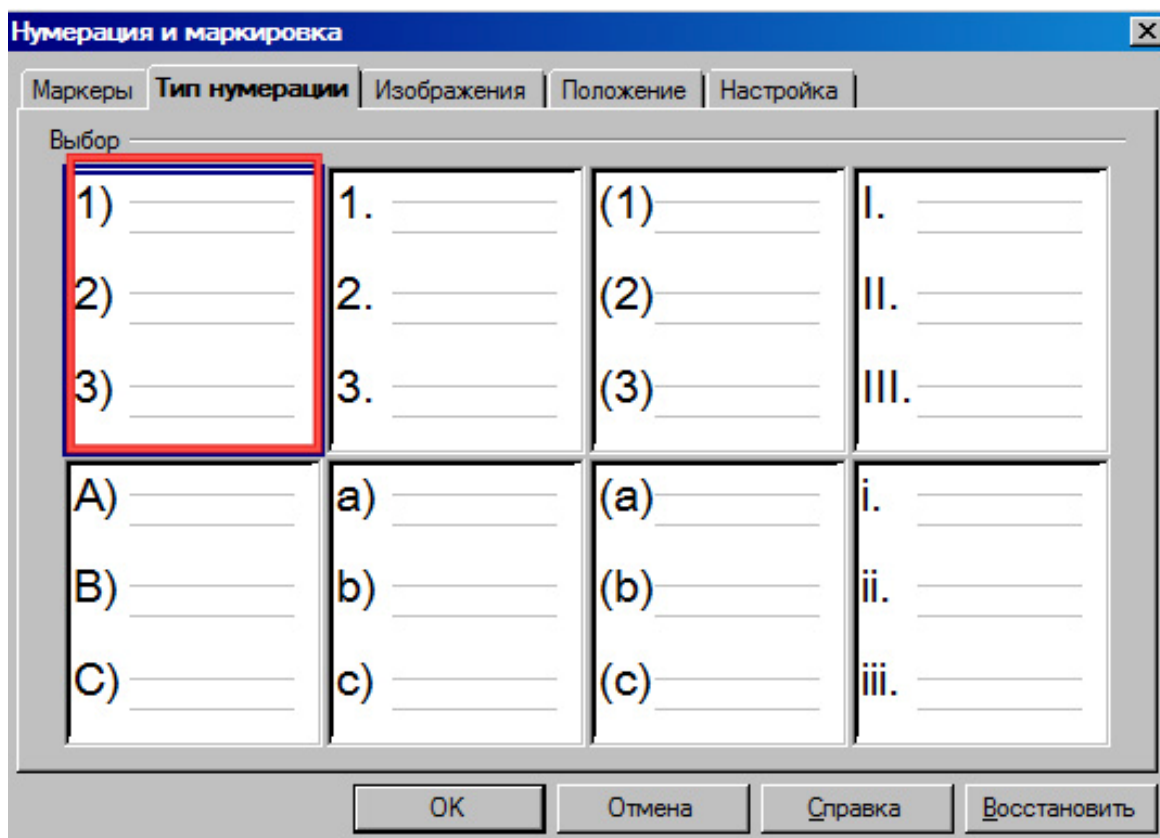 Нумерация и маркировка
Маркеры Тип нумерации Изображения Положение Настройка
Выбор
1) 1. (1) I.
2) 2. (2) II.
3) 3. (3) III.
A) a) (a) i.
B) b) (b) ii.
C) c) (c) iii.
OK Отмена Справка Восстановить